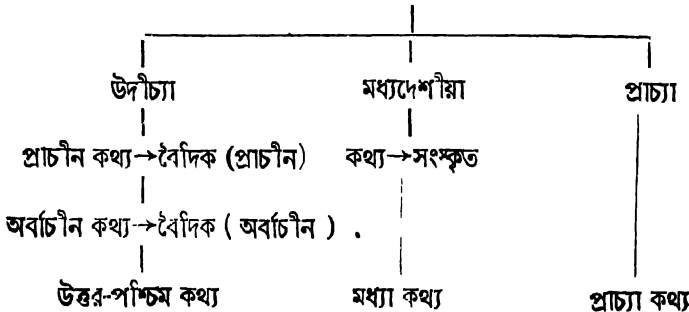 উদীচ্যা মধ্যদেশীয়া প্রাচ্যা
প্রাচীন কথ্য→বৈদিক (প্রাচীন) কথ্য→সংস্কৃত
অর্বাচীন কথ্য→বৈদিক ( অর্বাচীন ) .
উত্তর-পশ্চিম কথ্য মধ্যা কথ্য প্রাচ্যা কথ্য